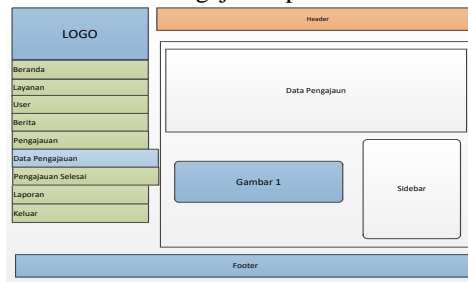 LOGO
Header
Beranda
Layanan
User
Berita
Pengajauan
Data Pengajauan
Pengajauan Selesai
Laporan
Keluar
Data Pengajaun
Gambar 1
Sidebar
Footer